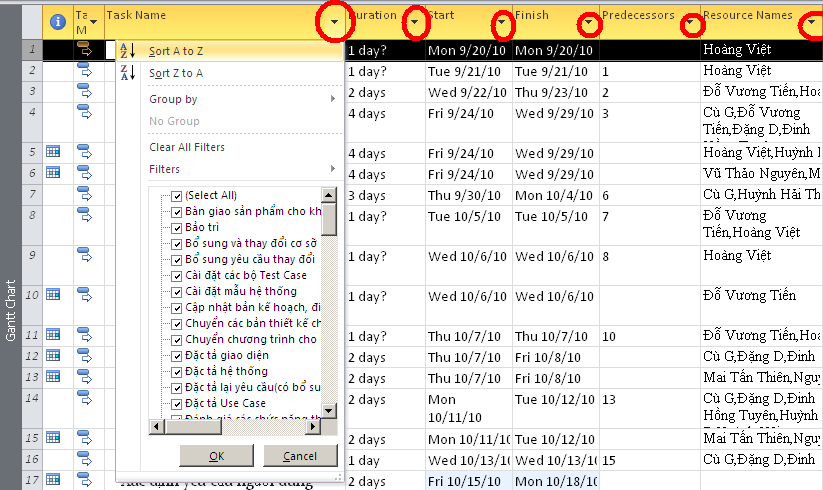 Ta M Task Name Duration Start Finish Predecessors Resource Names
Gantt Chart
1 1 day? Mon 9/20/10 Mon 9/20/10 Hoàng Việt
2 1 day? Tue 9/21/10 Tue 9/21/10 1 Hoàng Việt
3 2 days Wed 9/22/10 Thu 9/23/10 2 Đỗ Vương Tiến,Hoà
4 4 days Fri 9/24/10 Wed 9/29/10 3 Cù G,Đỗ Vương
Tiến,Đặng D,Đinh
5 4 days Fri 9/24/10 Wed 9/29/10 Hoàng Việt,Huỳnh
6 4 days Fri 9/24/10 Wed 9/29/10 Vũ Thảo Nguyên,M
7 3 days Thu 9/30/10 Mon 10/4/10 6 Cù G,Huỳnh Hải Th
8 1 day? Tue 10/5/10 Tue 10/5/10 7 Đỗ Vương
Tiến,Hoàng Việt
9 1 day? Wed 10/6/10 Wed 10/6/10 8 Hoàng Việt
10 1 day? Wed 10/6/10 Wed 10/6/10 Đỗ Vương Tiến
11 1 day? Thu 10/7/10 Thu 10/7/10 10 Đỗ Vương Tiến,Hoà
12 2 days Thu 10/7/10 Fri 10/8/10 Cù G,Đặng D,Đinh
13 2 days Thu 10/7/10 Fri 10/8/10 Mai Tấn Thiên,Ngu
14 2 days Mon
10/11/10 Tue 10/12/10 13 Cù G,Đặng D,Đinh
Hồng Tuyên,Huỳnh
15 2 days Mon 10/11/10 Tue 10/12/10 Mai Tấn Thiên,Ngu
16 1 day Wed 10/13/10 Wed 10/13/10 15 Cù G,Đặng D,Đinh
17 Xác định yêu cầu người dùng 2 days Fri 10/15/10 Mon 10/18/10
Sort A to Z
Sort Z to A
Group by
No Group
Clear All Filters
Filters
(Select All)
Bàn giao sản phẩm cho kh
Bảo trì
Bổ sung và thay đổi cơ sở
Bổ sung yêu cầu thay đổi
Cài đặt các bộ Test Case
Cài đặt mẫu hệ thống
Cập nhật bản kế hoạch, đi
Chuyển các bản thiết kế ch
Chuyển chương trình cho
Đặc tả giao diện
Đặc tả hệ thống
Đặc tả lại yêu cầu(có bổ su
Đặc tả Use Case
Đánh giá các chức năng th
OK Cancel